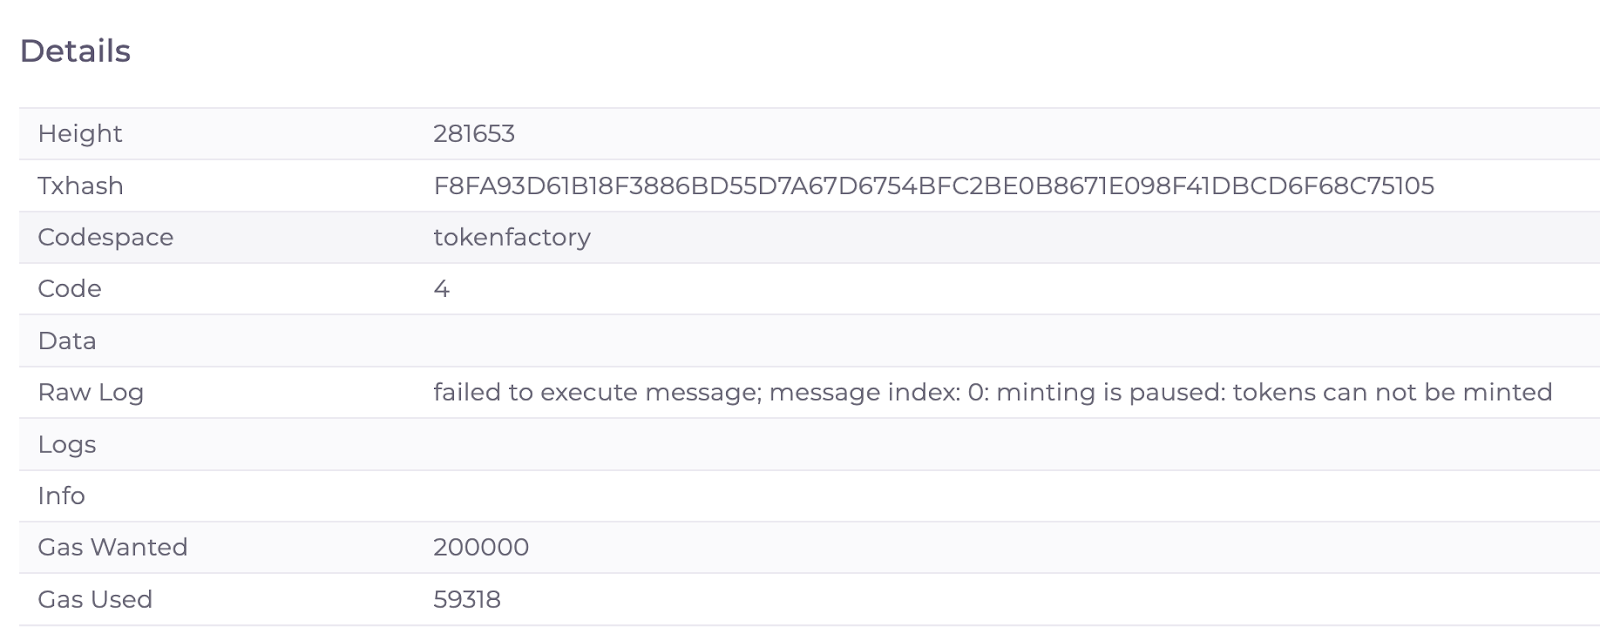 Details
Height 281653
Txhash F8FA93D61B18F3886BD55D7A67D6754BFC2BE0B8671E098F41DBCD6F68C75105
Codespace tokenfactory
Code 4
Data
Raw Log failed to execute message; message index: 0: minting is paused: tokens can not be minted
Logs
Info
Gas Wanted 200000
Gas Used 59318